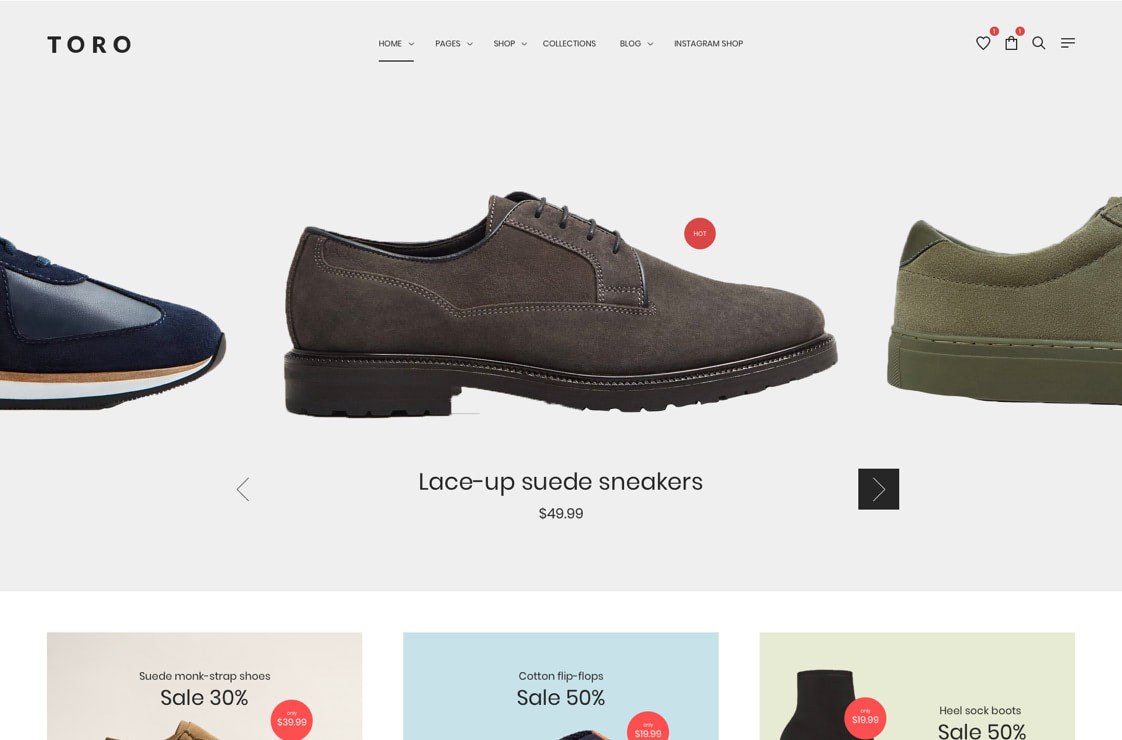 TORO
HOME
PAGES
SHOP
COLLECTIONS
BLOG
INSTAGRAM SHOP
1
1
HOT
Lace-up suede sneakers
$49.99
Suede monk-strap shoes
Sale 30%
only
$39.99
Cotton flip-flops
Sale 50%
only
$19.99
only
$19.99
Heel sock boots
Sale 50%